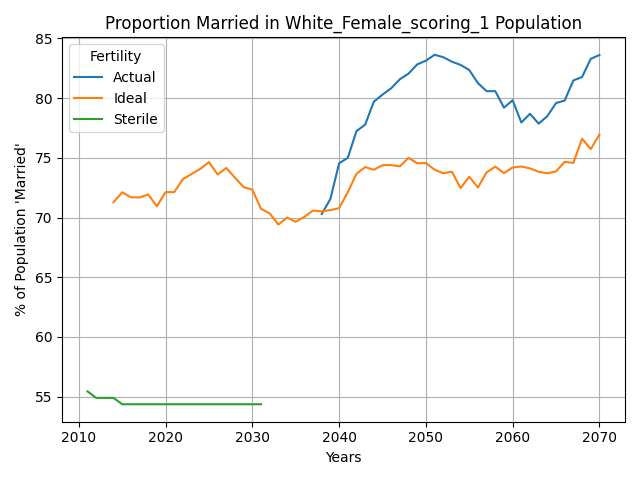 Proportion Married in White_Female_scoring_1 Population
% of Population 'Married'
85
80
75
70
65
60
55
Fertility
Actual
Ideal
Sterile
2010 2020 2030 2040 2050 2060 2070
Years